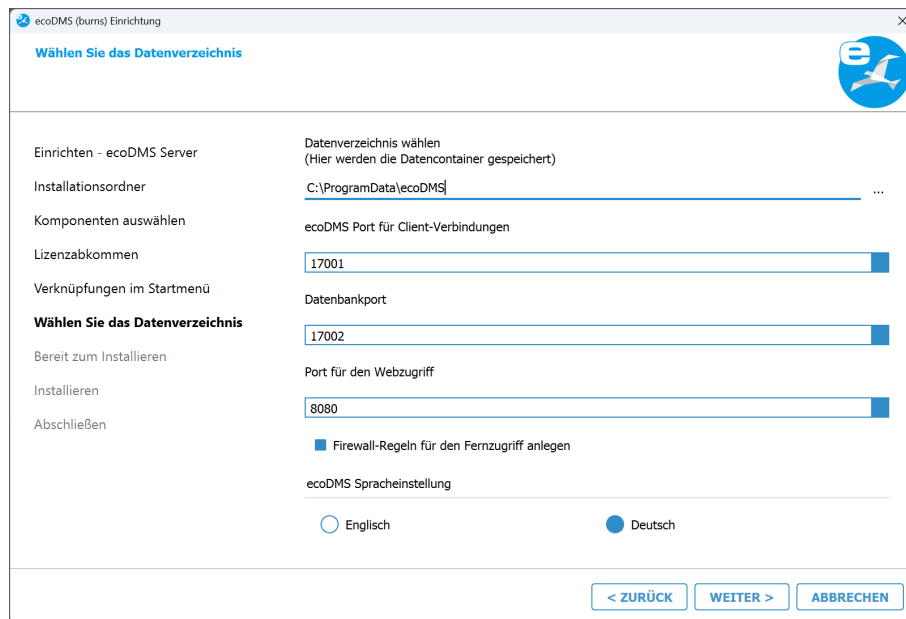 ecoDMS (burns) Einrichtung
Wählen Sie das Datenverzeichnis
e
Einrichten - ecoDMS Server
Installationsordner
Komponenten auswählen
Lizenzabkommen
Verknüpfungen im Startmenü
Wählen Sie das Datenverzeichnis
Bereit zum Installieren
Installieren
Abschließen
Datenverzeichnis wählen
(Hier werden die Datencontainer gespeichert)
C:\ProgramData\ecoDMS
...
ecoDMS Port für Client-Verbindungen
17001
Datenbankport
17002
Port für den Webzugriff
8080
Firewall-Regeln für den Fernzugriff anlegen
ecoDMS Spracheinstellung
Englisch
Deutsch
< ZURÜCK
WEITER >
ABBRECHEN